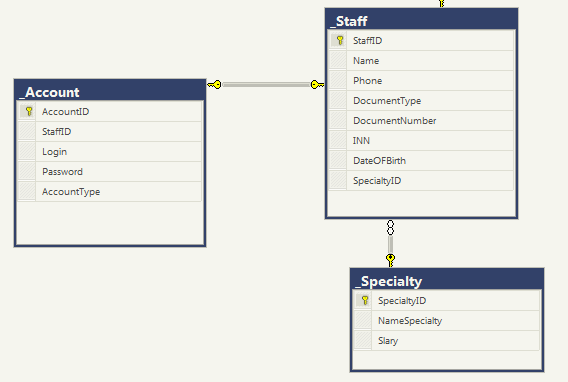 _Staff
StaffID
Name
Phone
DocumentType
DocumentNumber
INN
DateOFBirth
SpecialtyID
_Account
AccountID
StaffID
Login
Password
AccountType
_Specialty
SpecialtyID
NameSpecialty
Slary